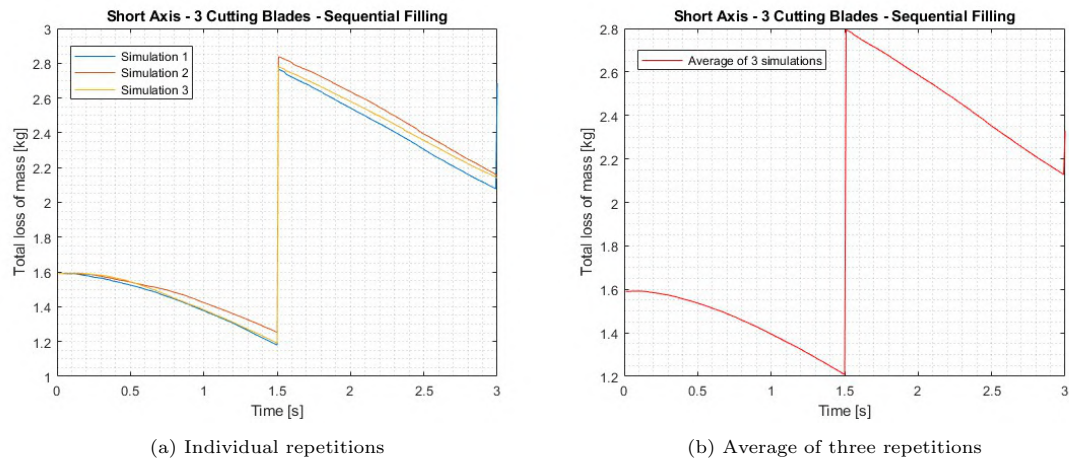 Short Axis - 3 Cutting Blades - Sequential Filling
3
2.8
2.6
2.4
2.2
2
1.8
1.6
1.4
1.2
1
Total loss of mass [kg]
Simulation 1
Simulation 2
Simulation 3
0 0.5 1 1.5 2 2.5 3
Time [s]
(a) Individual repetitions
Short Axis - 3 Cutting Blades - Sequential Filling
2.8
2.6
2.4
2.2
2
1.8
1.6
1.4
1.2
Total loss of mass [kg]
Average of 3 simulations
0 0.5 1 1.5 2 2.5 3
Time [s]
(b) Average of three repetitions